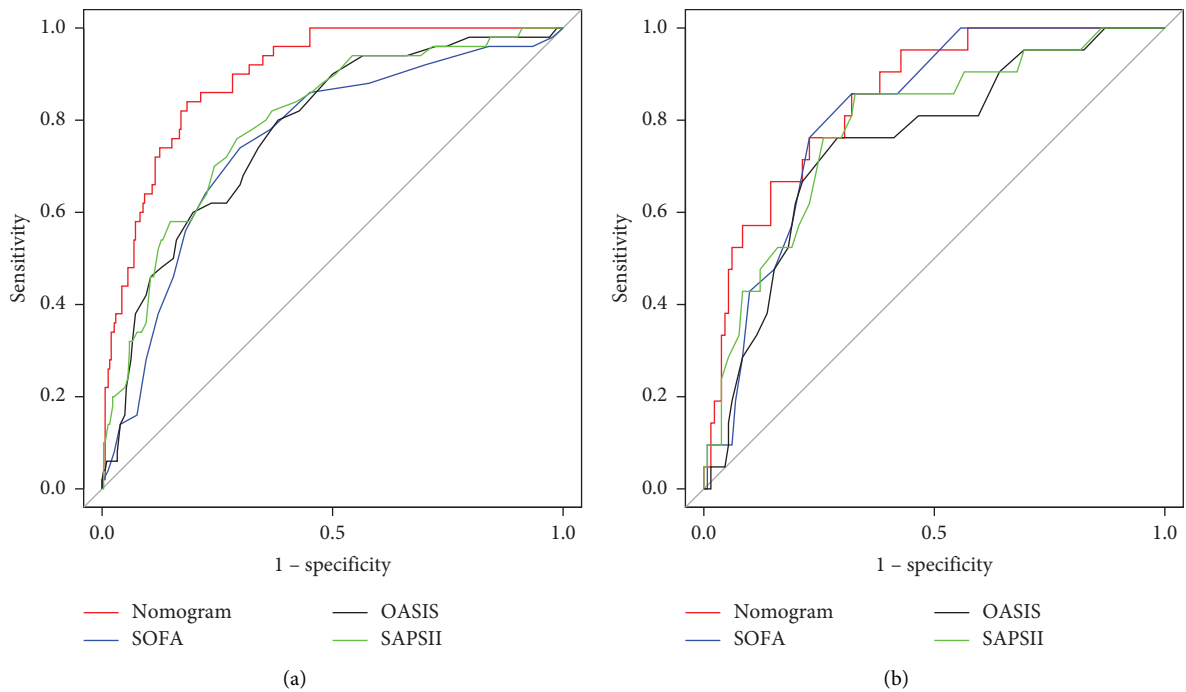 1.0
0.8
0.6
0.4
0.2
0.0
Sensitivity
0.0 0.5 1.0
1 – specificity
Nomogram OASIS
SOFA SAPSII
(a)
1.0
0.8
0.6
0.4
0.2
0.0
Sensitivity
0.0 0.5 1.0
1 – specificity
Nomogram OASIS
SOFA SAPSII
(b)